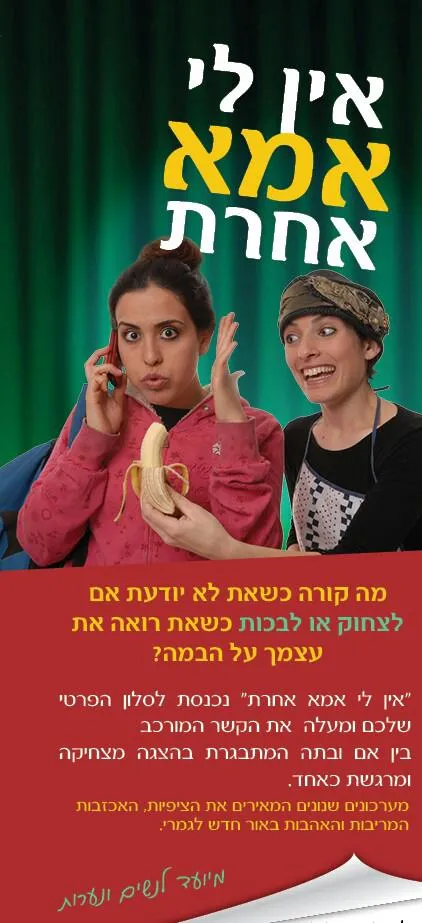 אין לי
אמא
אחרת
מה קורה כשאת לא יודעת אם
לצחוק או לבכות כשאת רואה את
עצמך על הבמה?
"אין לי אמא אחרת" נכנסת לסלון הפרטי
שלכם ומעלה את הקשר המורכב
בין אם ובתה המתבגרת בהצגה מצחיקה
ומרגשת כאחד.
מערכונים שנונים המאירים את הציפיות, האכזבות
המריבות והאהבות באור חדש לגמרי.
מיועד לנשים ונערות